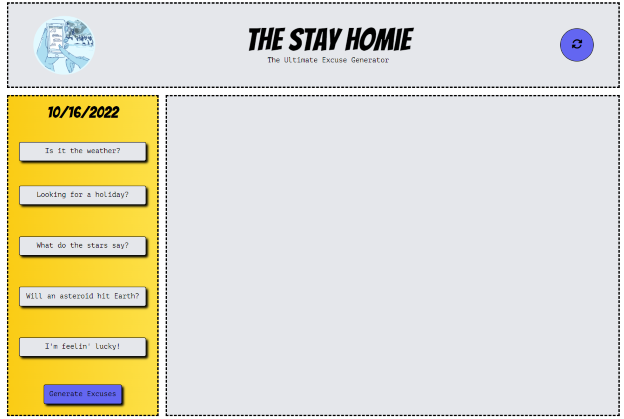 THE STAY HOMIE
The Ultimate Excuse Generator
10/16/2022
Is it the weather?
Looking for a holiday?
What do the stars say?
Will an asteroid hit Earth?
I'm feelin' lucky!
Generate Excuses